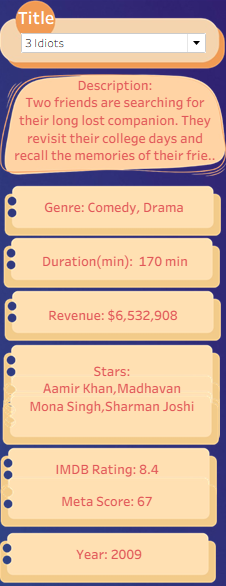 Title
3 Idiots
Description:
Two friends are searching for
their long lost companion. They
revisit their college days and
recall the memories of their frie..
Genre: Comedy, Drama
Duration(min): 170 min
Revenue: $6,532,908
Stars:
Aamir Khan,Madhavan
Mona Singh,Sharman Joshi
IMDB Rating: 8.4
Meta Score: 67
Year: 2009